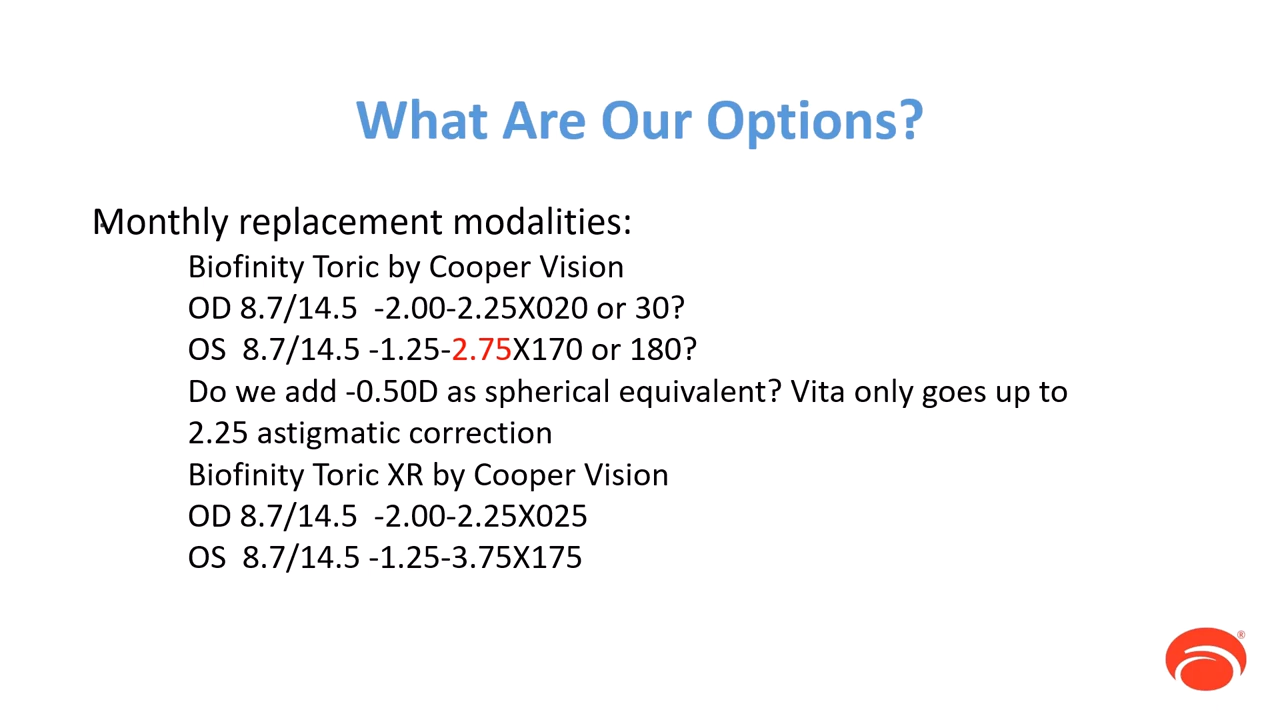 What Are Our Options?
Monthly replacement modalities:
Biofinity Toric by Cooper Vision
OD 8.7/14.5  -2.00-2.25X020 or 30?
OS  8.7/14.5 -1.25-2.75X170 or 180?
Do we add -0.50D as spherical equivalent? Vita only goes up to
2.25 astigmatic correction
Biofinity Toric XR by Cooper Vision
OD 8.7/14.5  -2.00-2.25X025
OS  8.7/14.5 -1.25-3.75X175
®